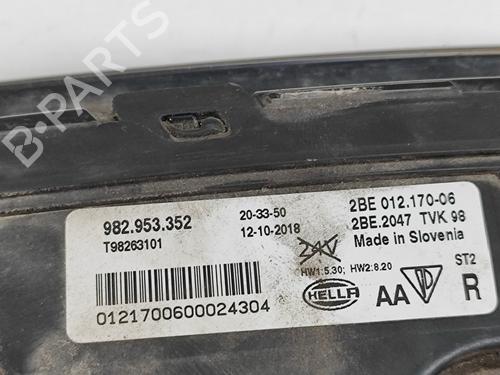 B-PARTS
982.953.352
T98263101
20-33-50
12-10-2018
2BE 012.170-06
2BE.2047 TVK 98
Made in Slovenia
HW1:5.30; HW2:8.20
ST2
HELLA
AA
R
0121700600024304